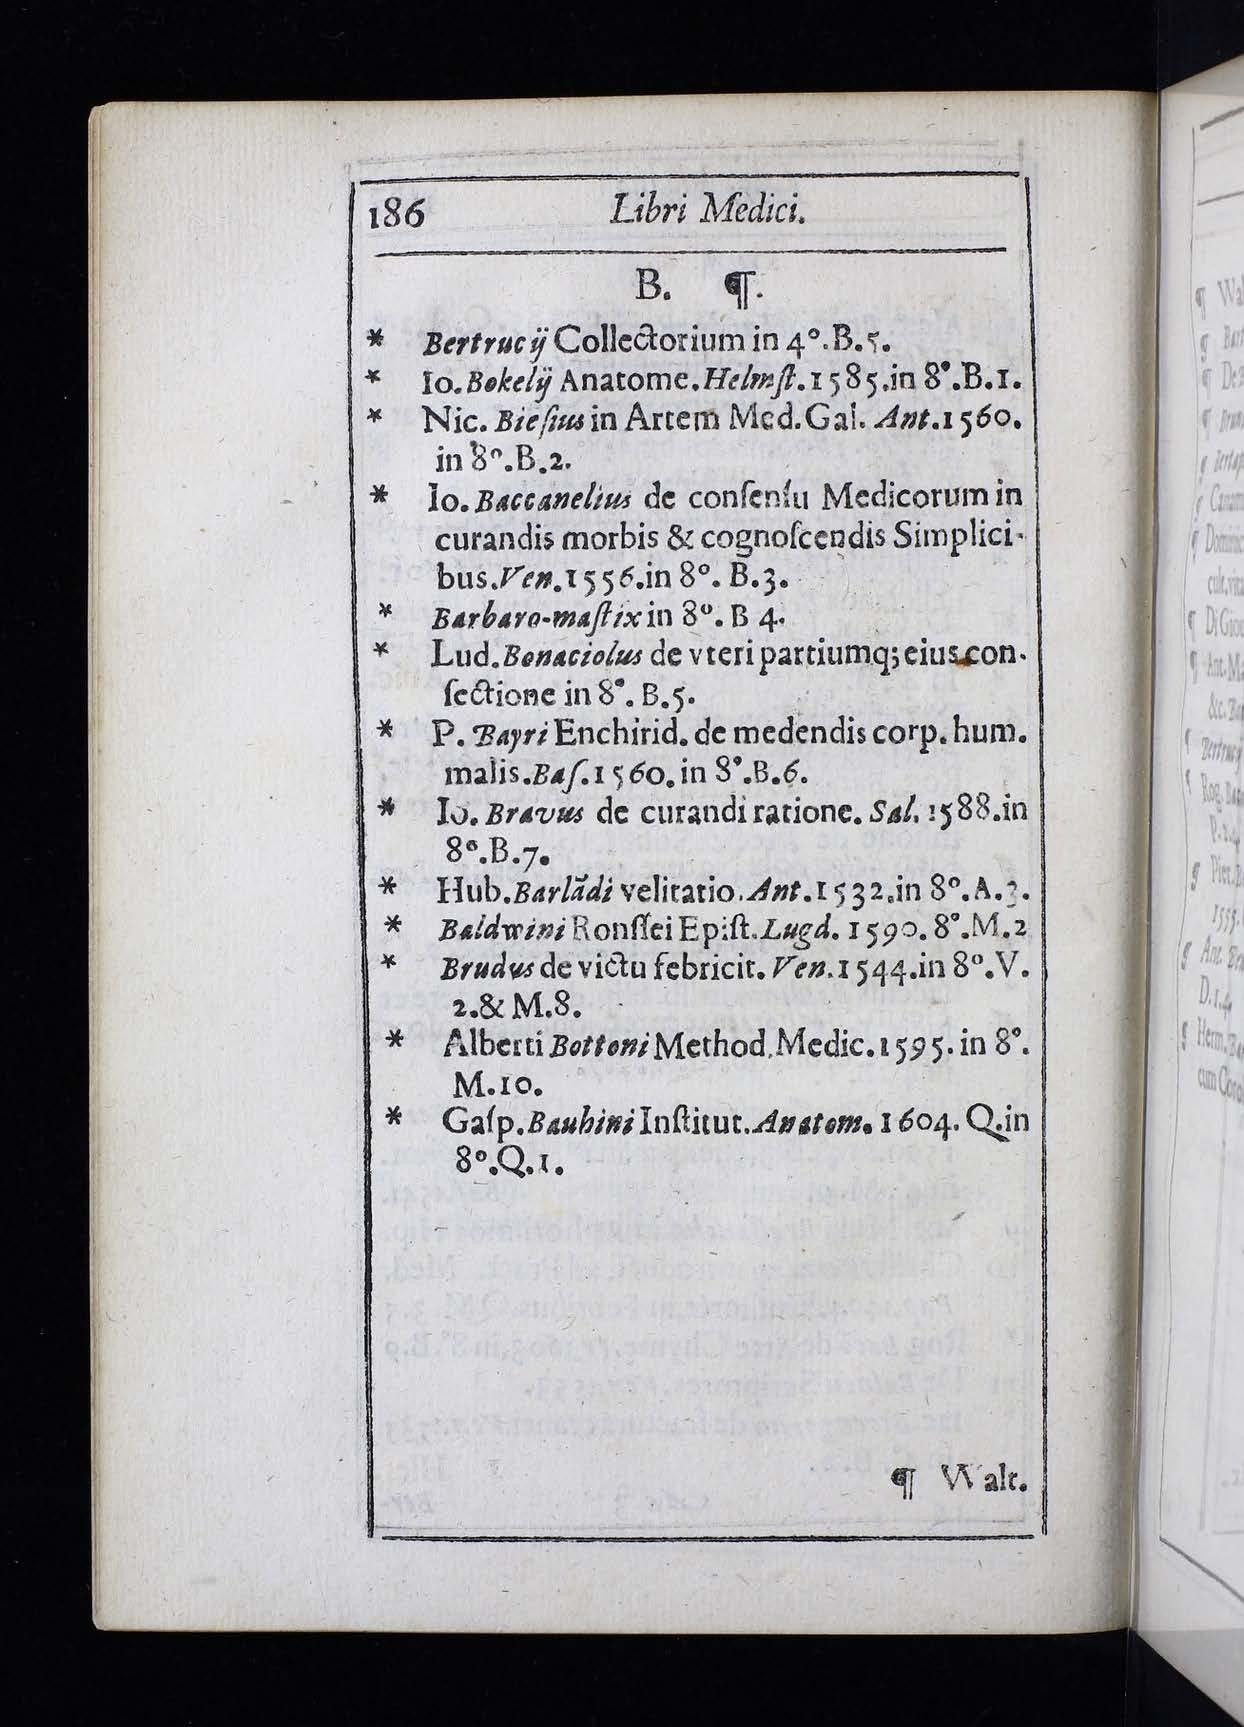 186 Libri Medici.
B. ¶.
* Bertrucij Collectorium in 4°.B.5.
* Io.Bokelij Anatome.Helmſt.1585.in 8°.B.1.
* Nic. Bieſius in Artem Med.Gal. Ant.1560.
in 8°.B.2.
* Io.Baccanelius de conſenſu Medicorum in
curandis morbis & cognoſcendis Simplici-
bus.Ven.1556.in 8°. B.3.
* Barbaro-maſtix in 8°. B 4.
* Lud.Bonaciolus de vteri partiumq; eius con-
ſectione in 8°. B.5.
* P. Bayri Enchirid. de medendis corp. hum.
malis.Baſ.1560. in 8°.B.6.
* Io. Bravus de curandi ratione. Sal. 1588.in
8°.B.7.
* Hub.Barlãdi velitatio.Ant.1532.in 8°.A.3.
* Baldwini Ronſſei Epiſt.Lugd. 1590. 8°.M.2
* Brudus de victu febricit. Ven.1544.in 8°.V.
2.& M.8.
* Alberti Bottoni Method.Medic.1595. in 8°.
M.10.
* Gaſp.Bauhini Inſtitut.Anatom. 1604. Q.in
8°.Q.1.
¶ Walt.